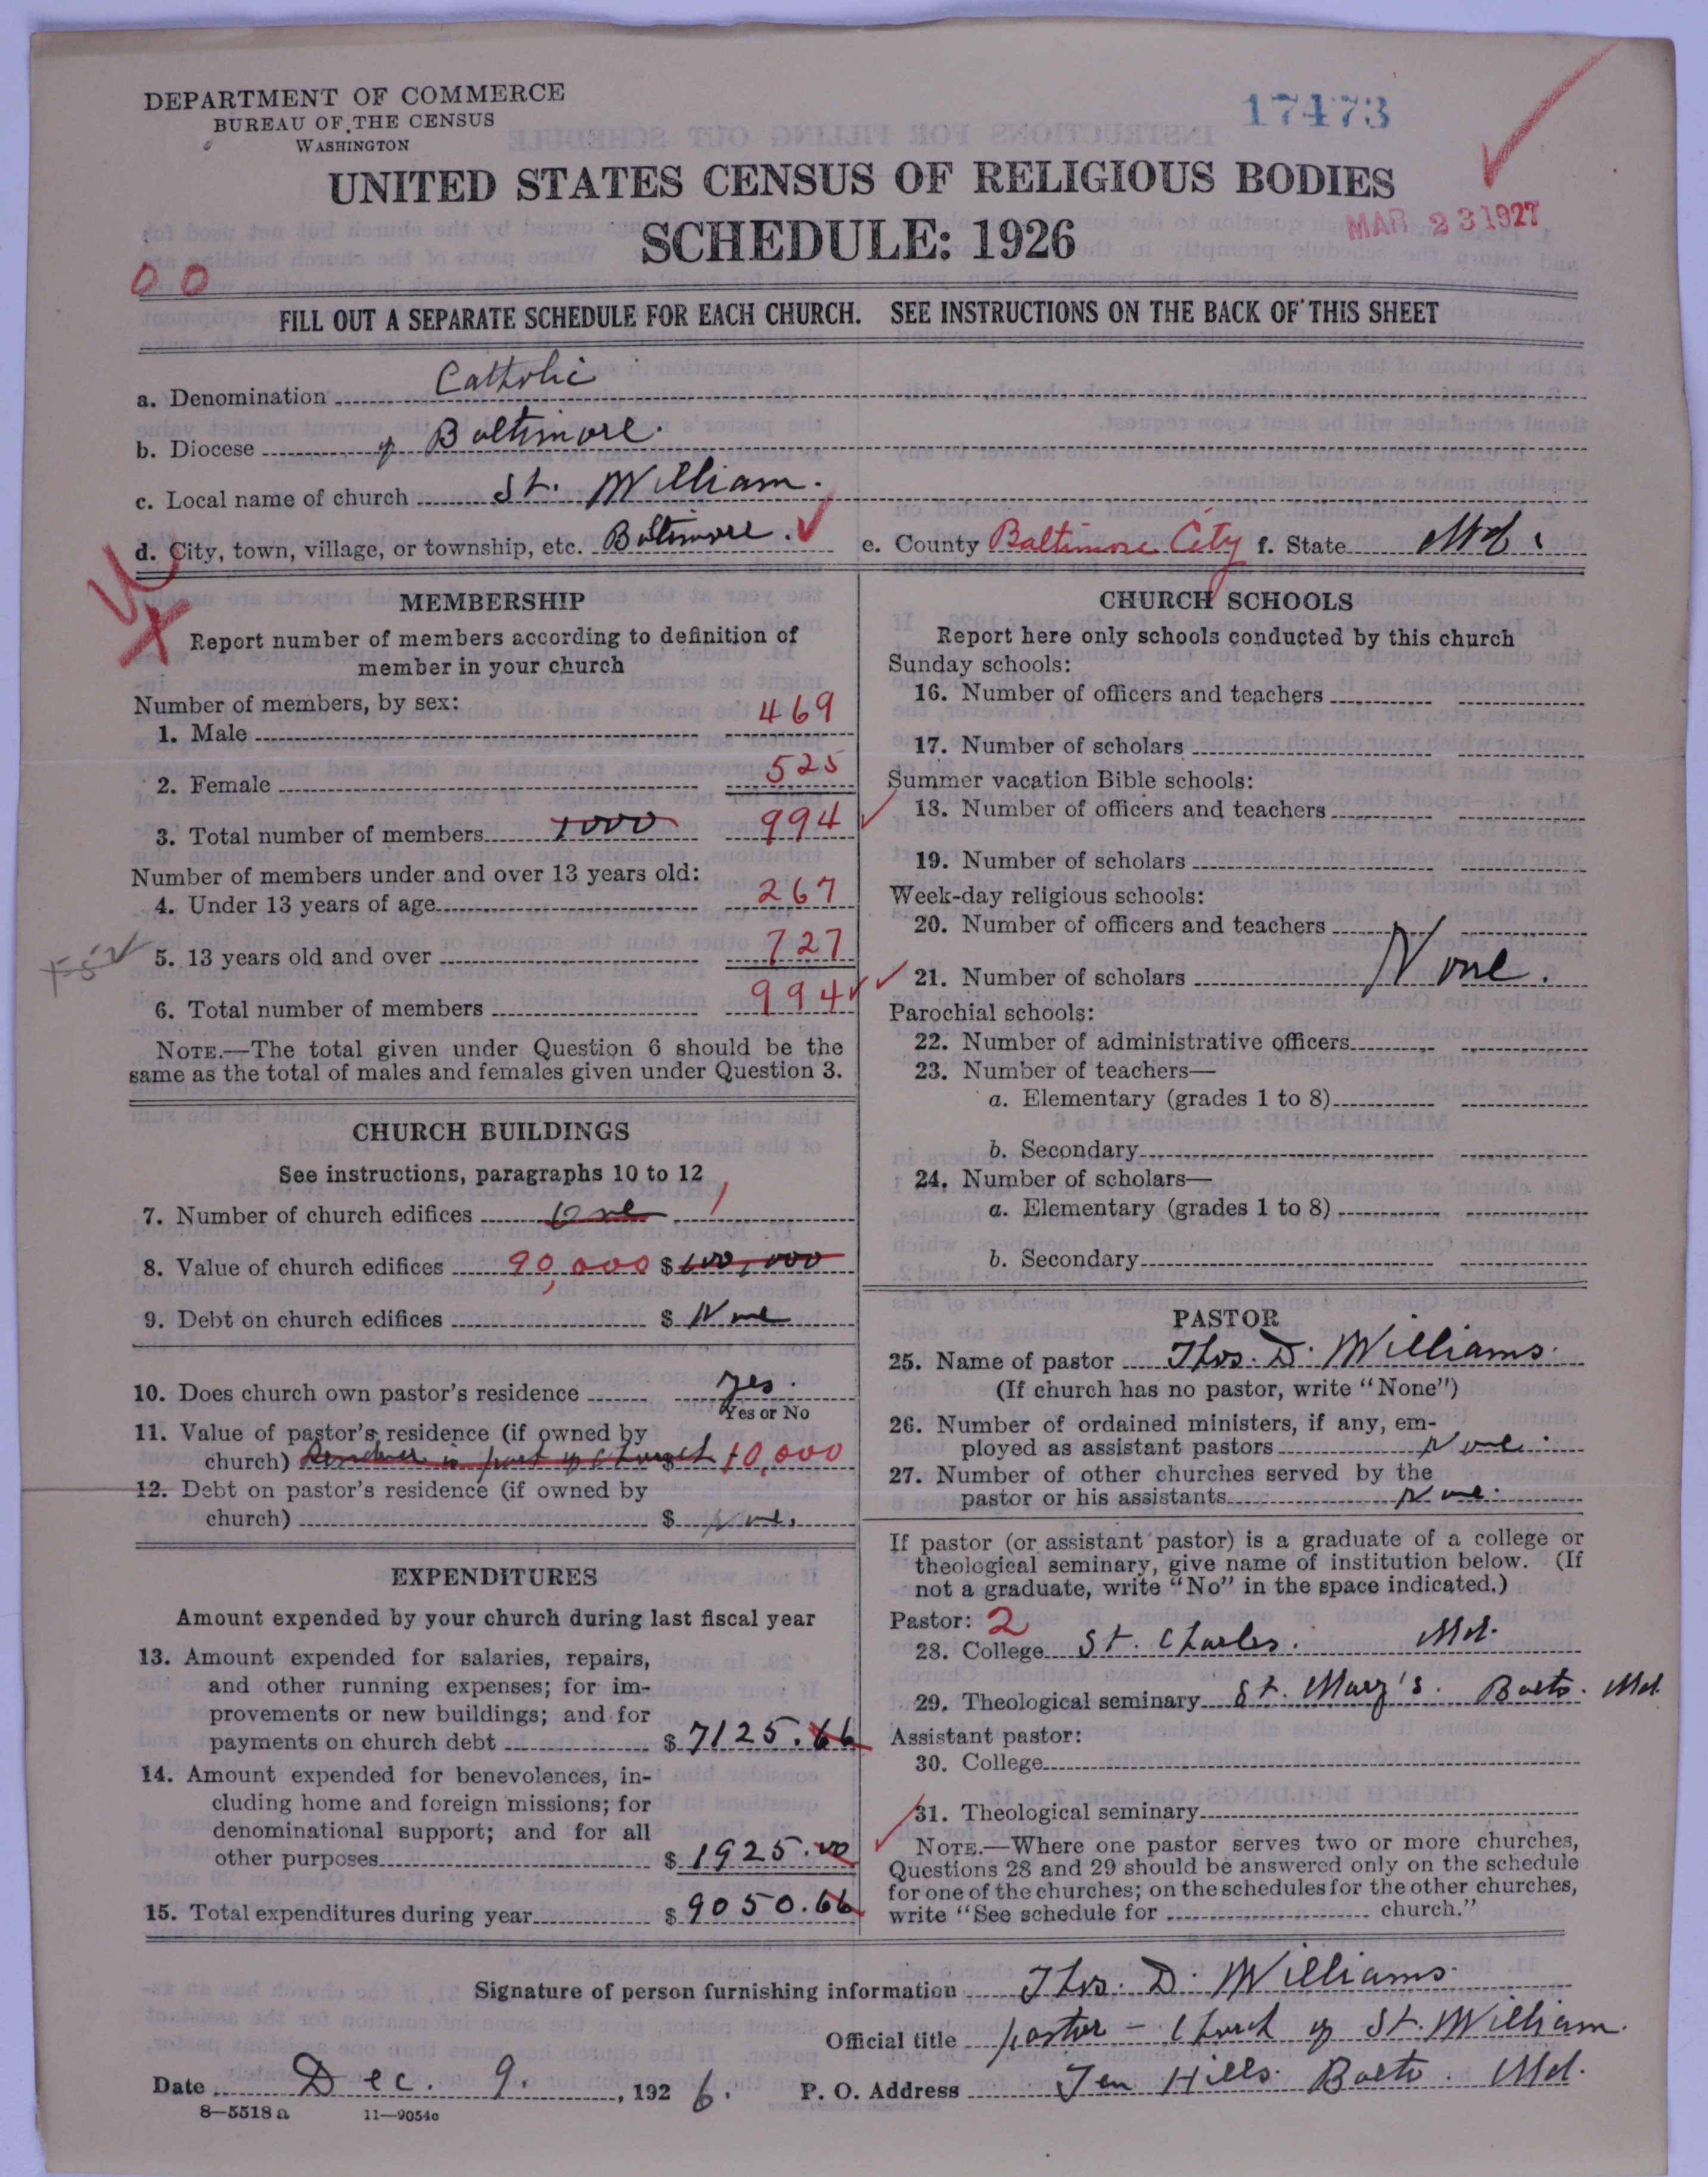 DEPARTMENT OF COMMERCE
BUREAU OF THE CENSUS
WASHINGTON
17473
UNITED STATES CENSUS OF RELIGIOUS BODIES
SCHEDULE: 1926
MAR 23 1927
00
FILL OUT A SEPARATE SCHEDULE FOR EACH CHURCH. SEE INSTRUCTIONS ON THE BACK OF THIS SHEET
a. Denomination Catholic
b. Diocese of Baltimore.
c. Local name of church St. William.
d. City, town, village, or township, etc. Baltimore. e. County Baltimore City f. State Md.
MEMBERSHIP
Report number of members according to definition of
member in your church
Number of members, by sex:
1. Male 469
2. Female 525
3. Total number of members 1000 994
Number of members under and over 13 years old:
4. Under 13 years of age 267
5. 13 years old and over 727
6. Total number of members 994
NOTE.—The total given under Question 6 should be the
same as the total of males and females given under Question 3.
CHURCH BUILDINGS
See instructions, paragraphs 10 to 12
7. Number of church edifices One 1
8. Value of church edifices 90,000 $ 100,000
9. Debt on church edifices $ None
10. Does church own pastor's residence yes.
Yes or No
11. Value of pastor's residence (if owned by
church) Residence is part of Church $ 10,000
12. Debt on pastor's residence (if owned by
church) $ None.
EXPENDITURES
Amount expended by your church during last fiscal year
13. Amount expended for salaries, repairs,
and other running expenses; for im-
provements or new buildings; and for
payments on church debt $ 7125.66
14. Amount expended for benevolences, in-
cluding home and foreign missions; for
denominational support; and for all
other purposes $ 1925.00
15. Total expenditures during year $ 9050.66
CHURCH SCHOOLS
Report here only schools conducted by this church
Sunday schools:
16. Number of officers and teachers
17. Number of scholars
Summer vacation Bible schools:
18. Number of officers and teachers
19. Number of scholars
Week-day religious schools:
20. Number of officers and teachers
21. Number of scholars None.
Parochial schools:
22. Number of administrative officers
23. Number of teachers—
a. Elementary (grades 1 to 8)
b. Secondary
24. Number of scholars—
a. Elementary (grades 1 to 8)
b. Secondary
PASTOR
25. Name of pastor Thos. D. Williams.
(If church has no pastor, write "None")
26. Number of ordained ministers, if any, em-
ployed as assistant pastors None.
27. Number of other churches served by the
pastor or his assistants None.
If pastor (or assistant pastor) is a graduate of a college or
theological seminary, give name of institution below. (If
not a graduate, write "No" in the space indicated.)
Pastor: 2
28. College St. Charles. Md.
29. Theological seminary St. Mary's. Balto. Md.
Assistant pastor:
30. College
31. Theological seminary
NOTE.—Where one pastor serves two or more churches,
Questions 28 and 29 should be answered only on the schedule
for one of the churches; on the schedules for the other churches,
write "See schedule for church."
Signature of person furnishing information Thos. D. Williams.
Official title Pastor - Church of St. William.
Date Dec. 9., 1926. P. O. Address Ten Hills. Balto. Md.
8—5518 a 11—9054c